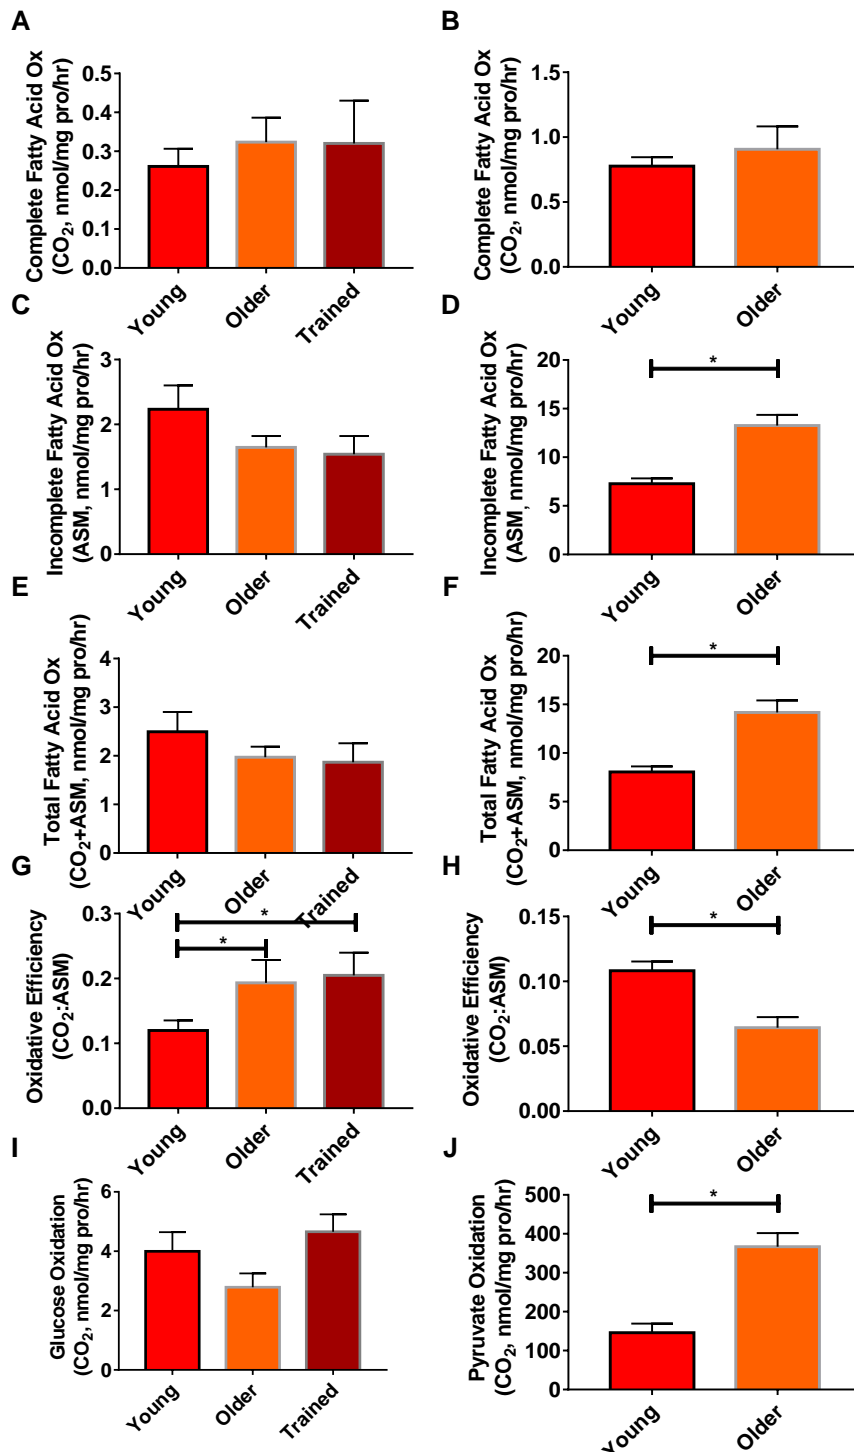 A
Complete Fatty Acid Ox
(CO2, nmol/mg pro/hr)
0.5
0.4
0.3
0.2
0.1
0.0
Young
Older
Trained
B
Complete Fatty Acid Ox
(CO2, nmol/mg pro/hr)
1.5
1.0
0.5
0.0
Young
Older
C
Incomplete Fatty Acid Ox
(ASM, nmol/mg pro/hr)
3
2
1
0
Young
Older
Trained
D
Incomplete Fatty Acid Ox
(ASM, nmol/mg pro/hr)
20
15
10
5
0
*
Young
Older
E
Total Fatty Acid Ox
(CO2+ASM, nmol/mg pro/hr)
4
3
2
1
0
Young
Older
Trained
F
Total Fatty Acid Ox
(CO2+ASM, nmol/mg pro/hr)
20
15
10
5
0
*
Young
Older
G
Oxidative Efficiency
(CO2:ASM)
0.3
0.2
0.1
0.0
*
*
Young
Older
Trained
H
Oxidative Efficiency
(CO2:ASM)
0.15
0.10
0.05
0.00
*
Young
Older
I
Glucose Oxidation
(CO2, nmol/mg pro/hr)
6
4
2
0
Young
Older
Trained
J
Pyruvate Oxidation
(CO2, nmol/mg pro/hr)
500
400
300
200
100
0
*
Young
Older